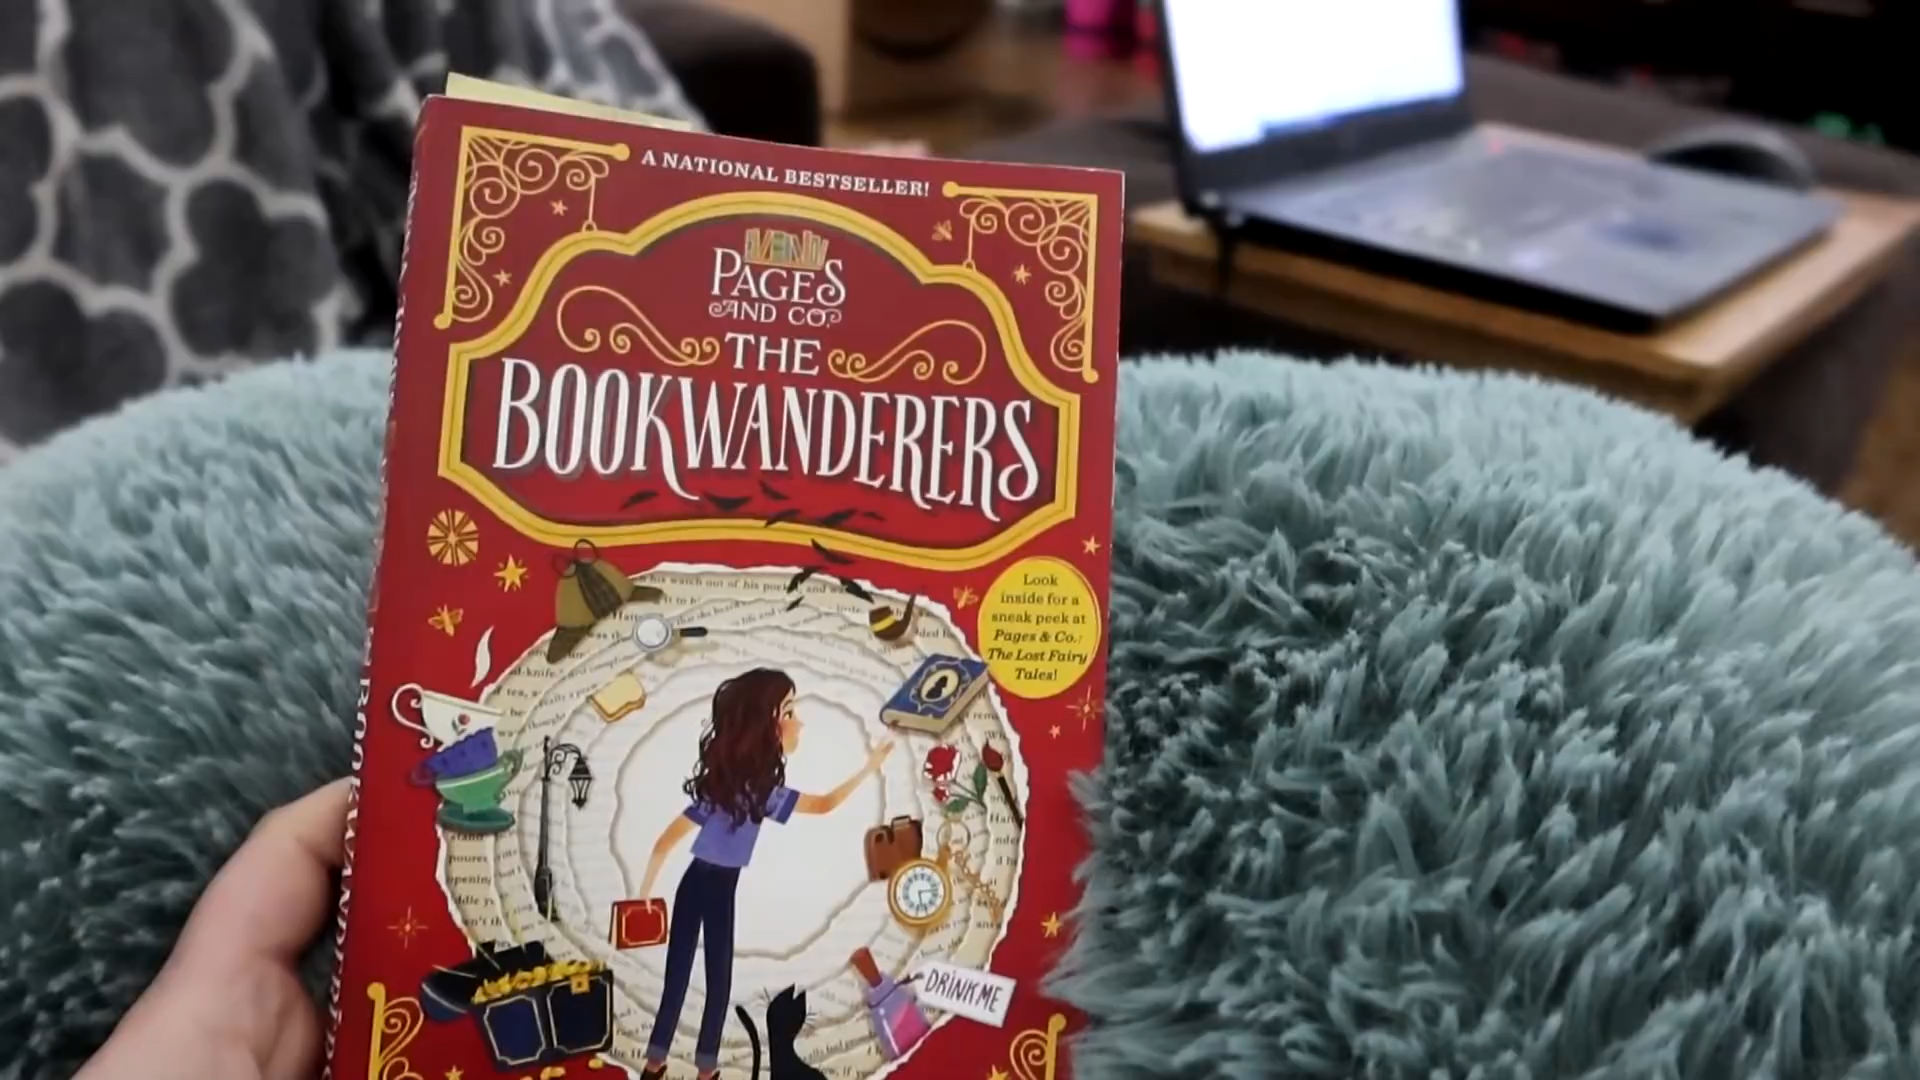 A NATIONAL BESTSELLER!
PAGES
AND CO.
THE
BOOKWANDERERS
Look
inside for a
sneak peek at
Pages & Co.:
The Lost Fairy
Tales!
DRINK ME